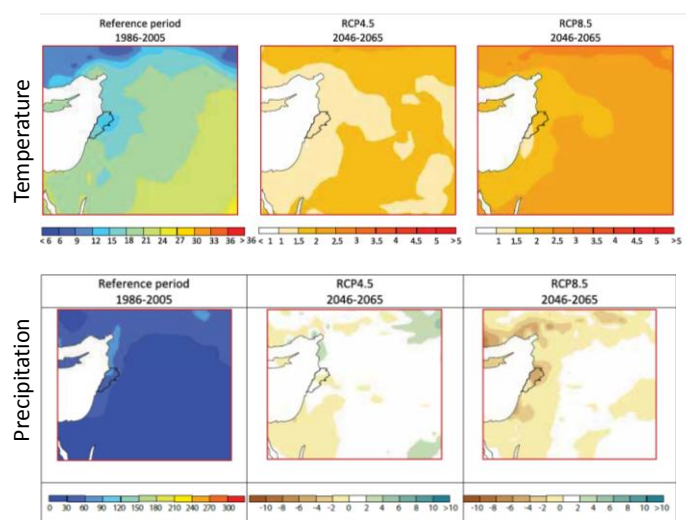 Reference period
1986-2005
RCP4.5
2046-2065
RCP8.5
2046-2065
Temperature
< 6 6 9 12 15 18 21 24 27 30 33 36 > 36
< 1 1 1.5 2 2.5 3 3.5 4 4.5 5 >5
1 1.5 2 2.5 3 3.5 4 4.5 5 >5
Reference period
1986-2005
RCP4.5
2046-2065
RCP8.5
2046-2065
Precipitation
0 30 60 90 120 150 180 210 240 270 300
-10 -8 -6 -4 -2 0 2 4 6 8 10 >10
-10 -8 -6 -4 -2 0 2 4 6 8 10 >10